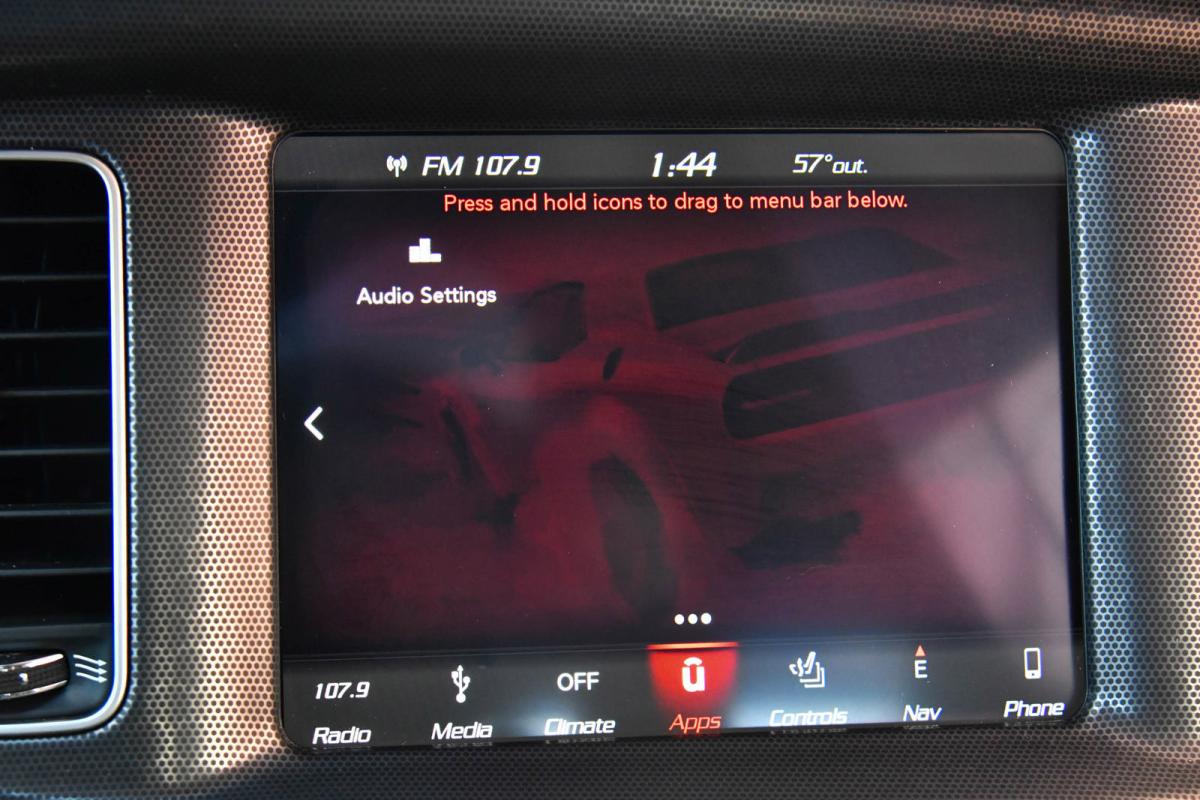 FM 107.9 1:44 57°out.
Press and hold icons to drag to menu bar below.
Audio Settings
107.9 OFF û E
Radio Media Climate Apps Controls Nav Phone